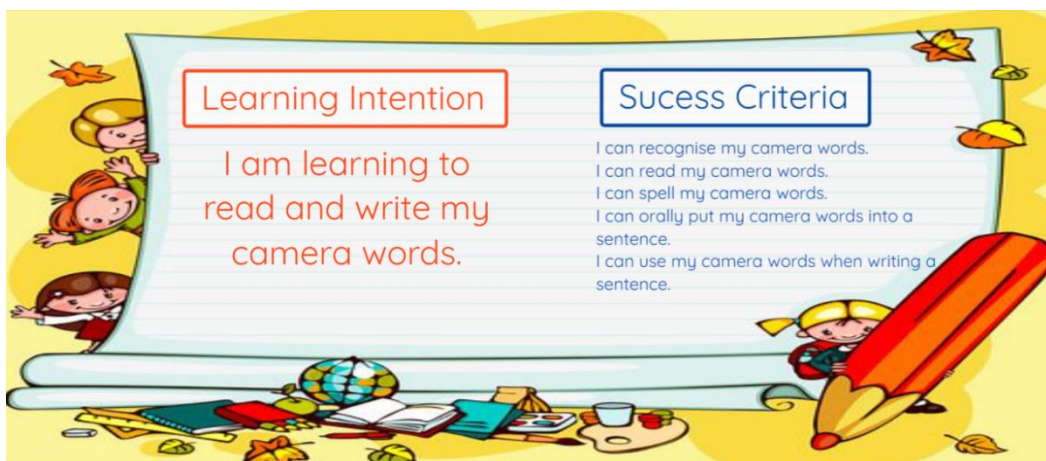 Learning Intention
I am learning to
read and write my
camera words.
Sucess Criteria
I can recognise my camera words.
I can read my camera words.
I can spell my camera words.
I can orally put my camera words into a
sentence.
I can use my camera words when writing a
sentence.